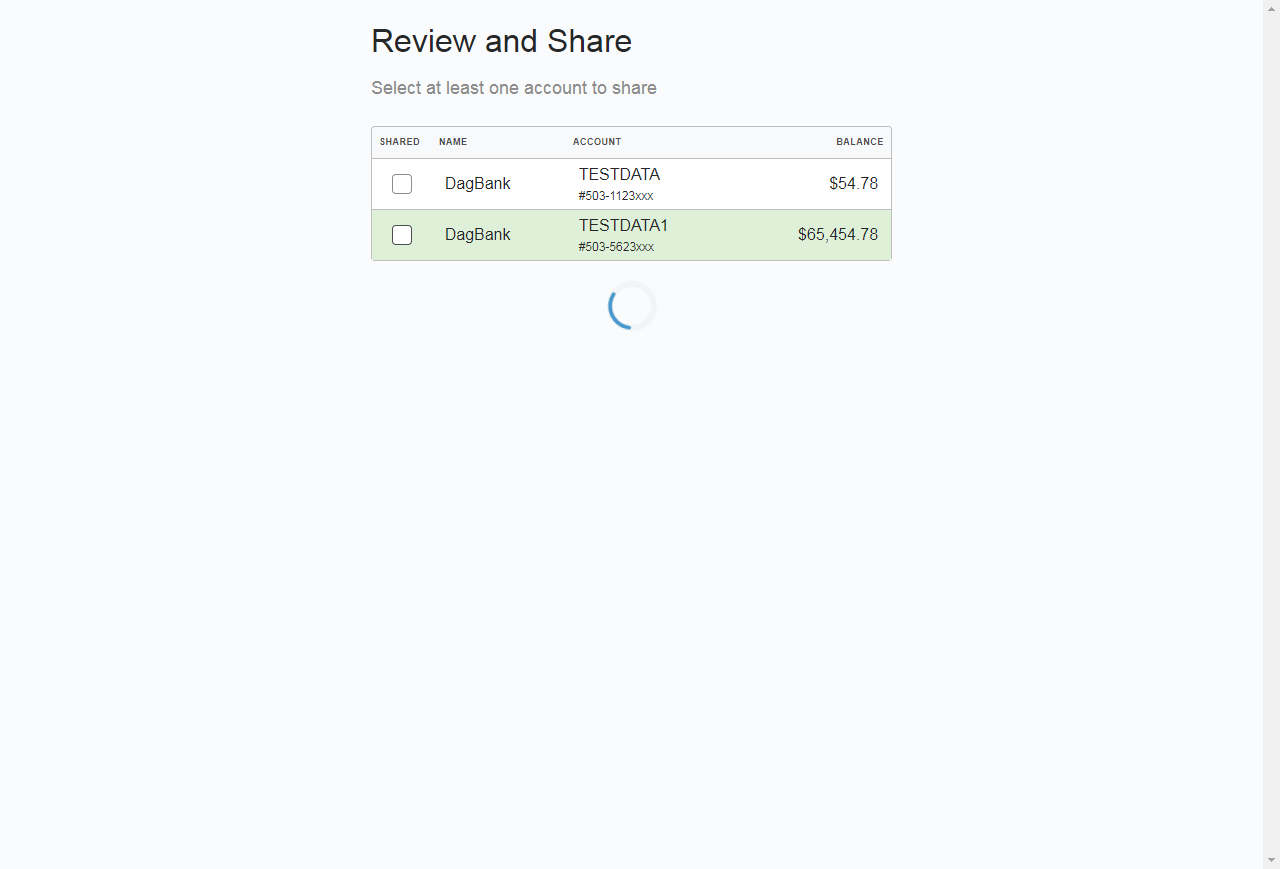 Review and Share
Select at least one account to share
SHARED NAME ACCOUNT BALANCE
DagBank TESTDATA $54.78
#503-1123xxx
DagBank TESTDATA1 $65,454.78
#503-5623xxx